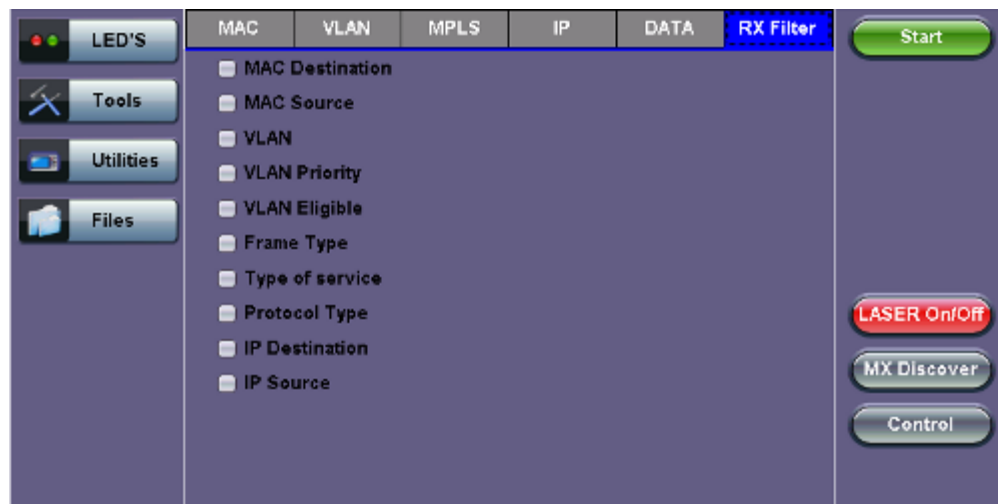 LED'S
Tools
Utilities
Files
MAC VLAN MPLS IP DATA RX Filter
MAC Destination
MAC Source
VLAN
VLAN Priority
VLAN Eligible
Frame Type
Type of service
Protocol Type
IP Destination
IP Source
Start
LASER On/Off
MX Discover
Control